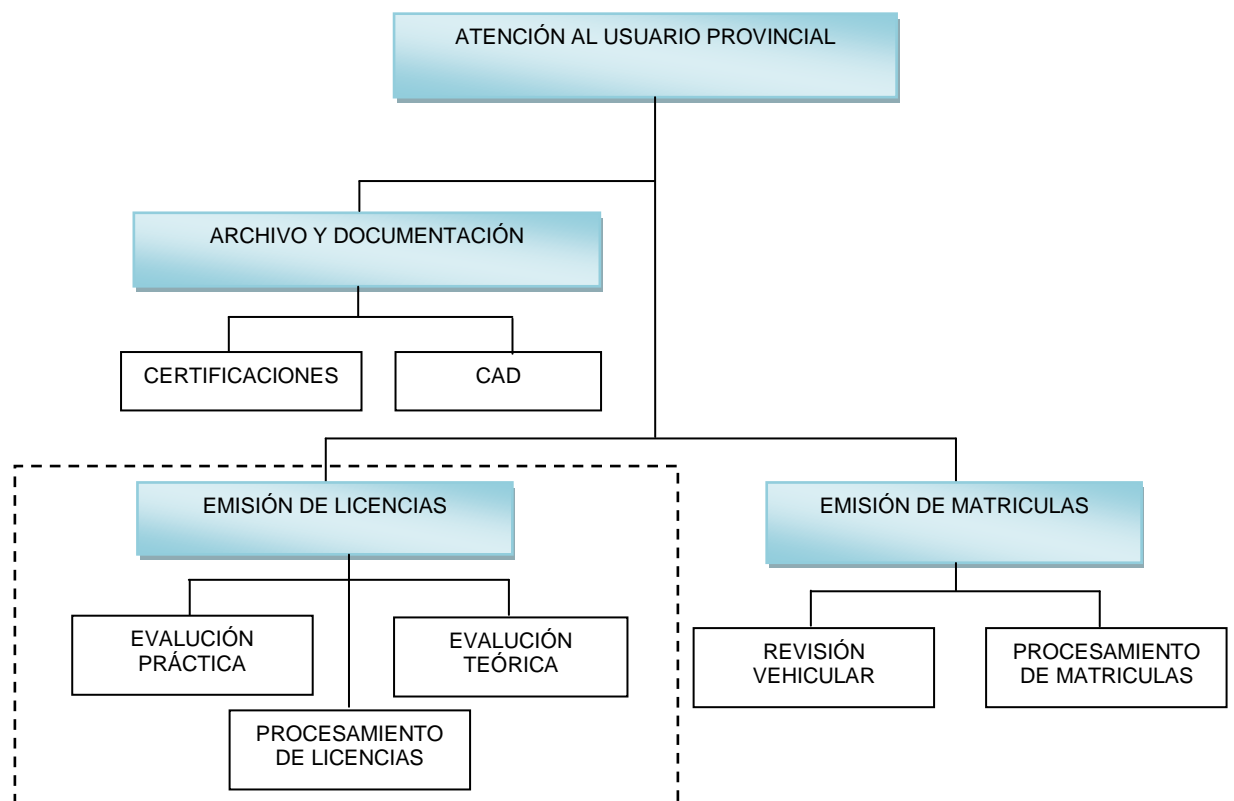 ATENCIÓN AL USUARIO PROVINCIAL
ARCHIVO Y DOCUMENTACIÓN
CERTIFICACIONES
CAD
EMISIÓN DE LICENCIAS
EMISIÓN DE MATRICULAS
EVALUCIÓN
PRÁCTICA
EVALUCIÓN
TEÓRICA
PROCESAMIENTO
DE LICENCIAS
REVISIÓN
VEHICULAR
PROCESAMIENTO
DE MATRICULAS